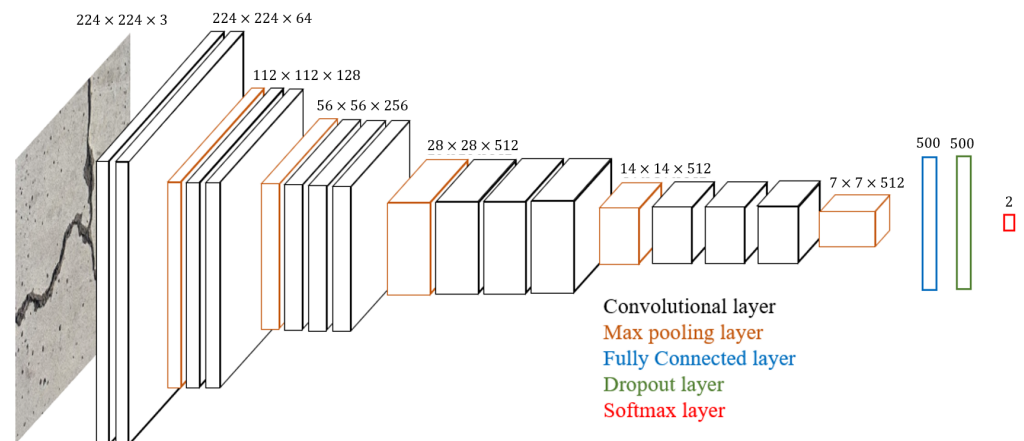 224 × 224 × 3
224 × 224 × 64
112 × 112 × 128
56 × 56 × 256
28 × 28 × 512
14 × 14 × 512
7 × 7 × 512
500
500
2
Convolutional layer
Max pooling layer
Fully Connected layer
Dropout layer
Softmax layer